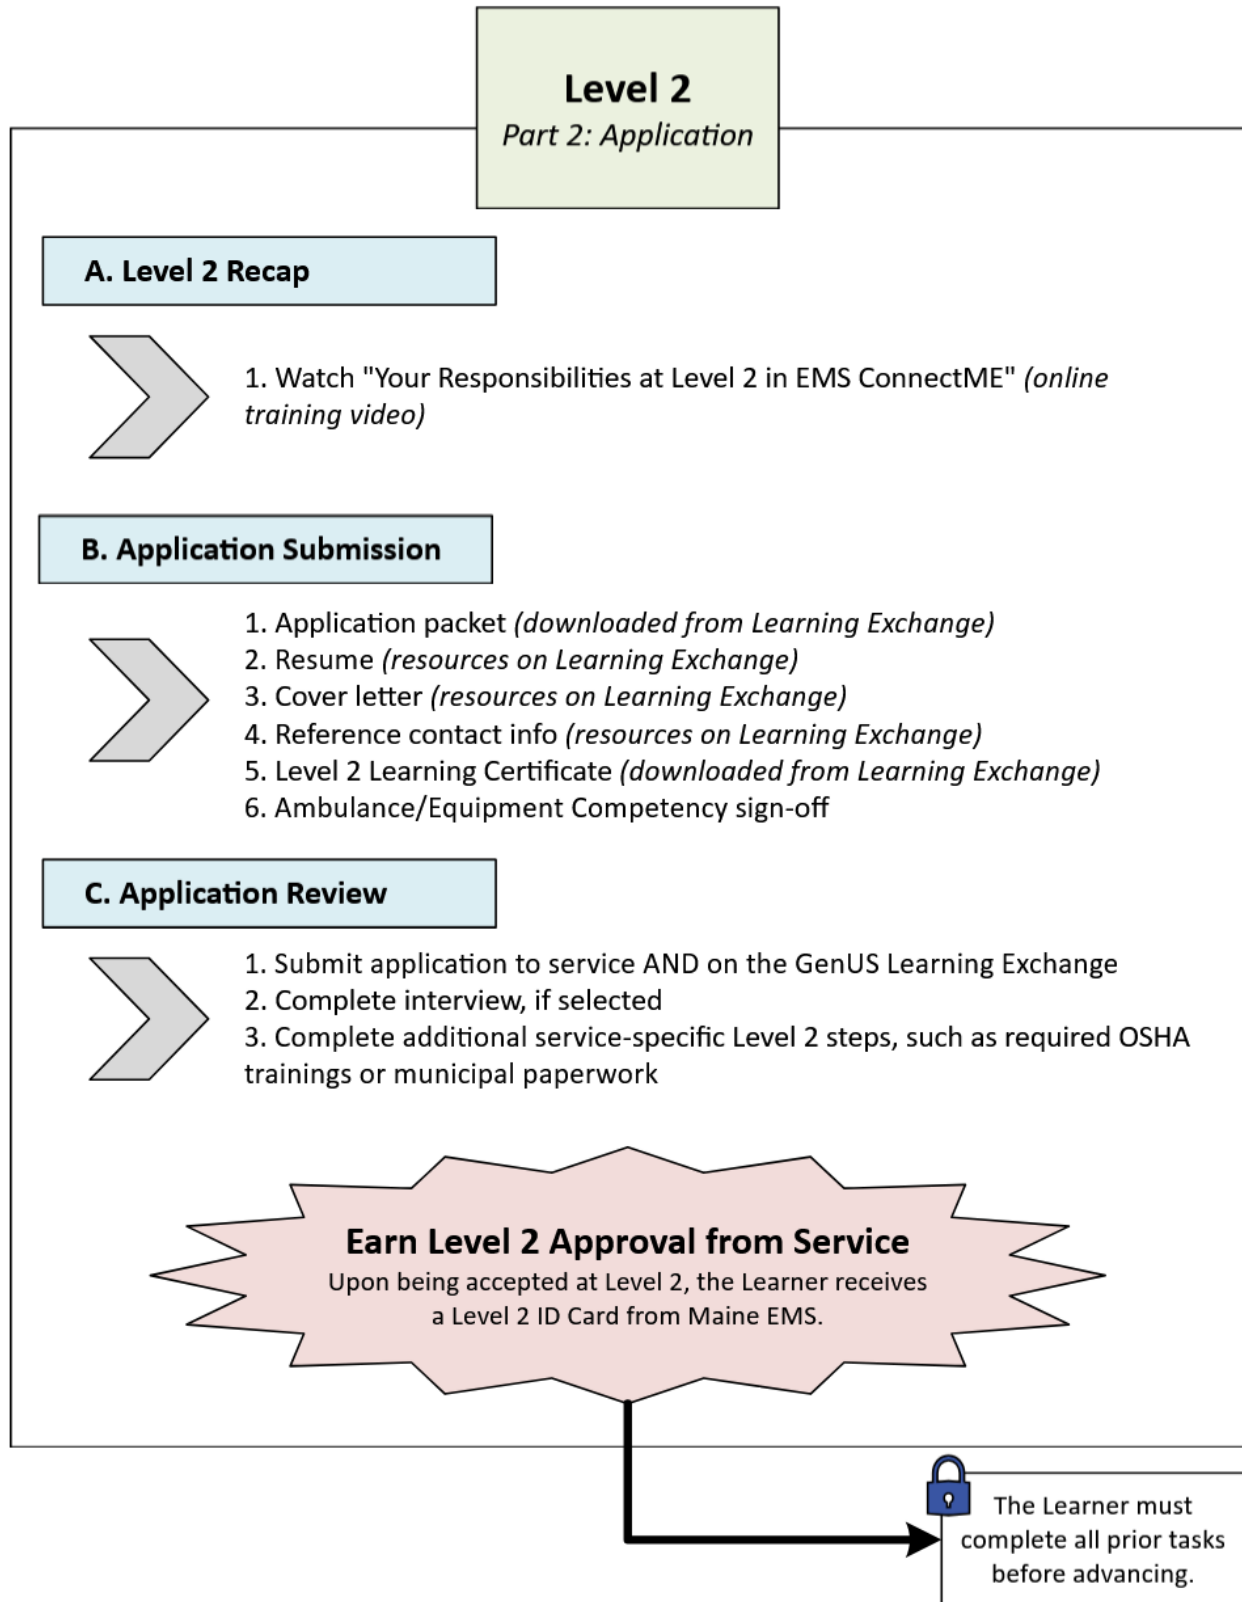 Level 2
Part 2: Application
A. Level 2 Recap
1. Watch "Your Responsibilities at Level 2 in EMS ConnectME" (online
training video)
B. Application Submission
1. Application packet (downloaded from Learning Exchange)
2. Resume (resources on Learning Exchange)
3. Cover letter (resources on Learning Exchange)
4. Reference contact info (resources on Learning Exchange)
5. Level 2 Learning Certificate (downloaded from Learning Exchange)
6. Ambulance/Equipment Competency sign-off
C. Application Review
1. Submit application to service AND on the GenUS Learning Exchange
2. Complete interview, if selected
3. Complete additional service-specific Level 2 steps, such as required OSHA
trainings or municipal paperwork
Earn Level 2 Approval from Service
Upon being accepted at Level 2, the Learner receives
a Level 2 ID Card from Maine EMS.
The Learner must
complete all prior tasks
before advancing.